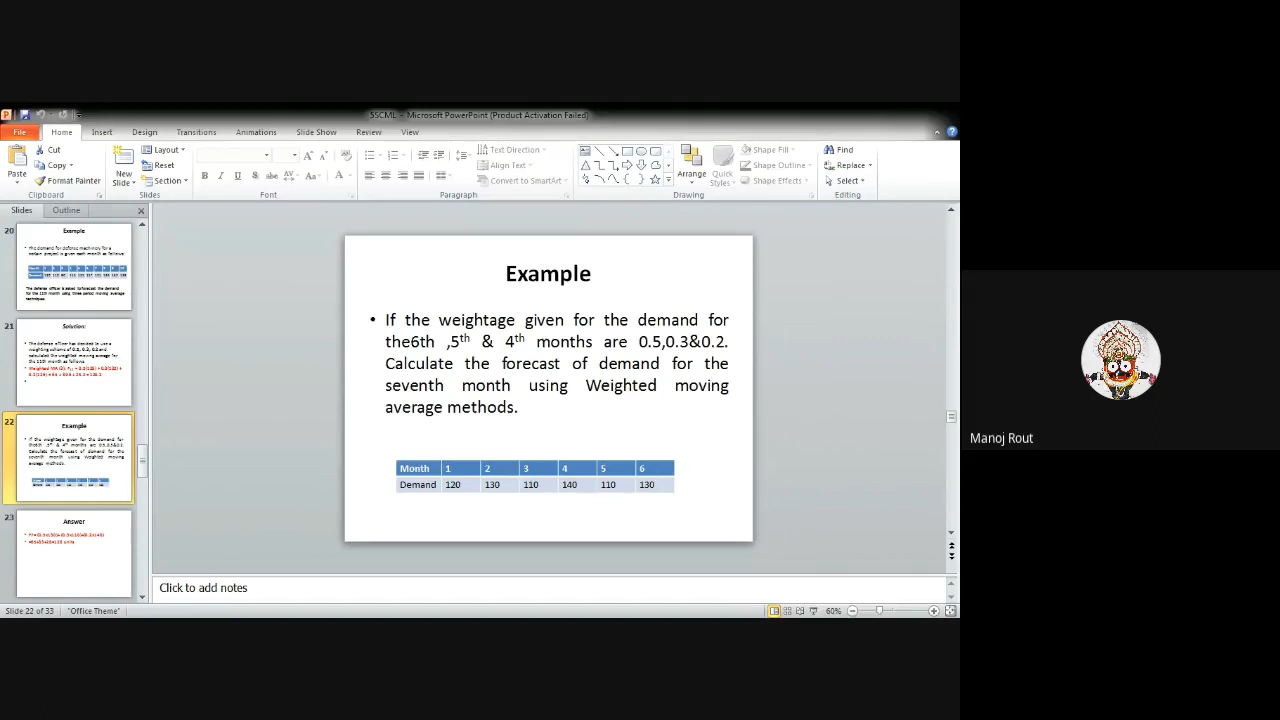 5SCML - Microsoft PowerPoint (Product Activation Failed)
File Home Insert Design Transitions Animations Slide Show Review View
Cut
Copy
Format Painter
Paste
Clipboard
New
Slide
Layout
Reset
Section
Slides
Font
Paragraph
Text Direction
Align Text
Convert to SmartArt
Arrange
Quick
Styles
Shape Fill
Shape Outline
Shape Effects
Drawing
Find
Replace
Select
Editing
Slides Outline
20
Example
21
Solution:
22
Example
23
Answer
Example
• If the weightage given for the demand for
the6th ,5th & 4th months are 0.5,0.3&0.2.
Calculate the forecast of demand for the
seventh month using Weighted moving
average methods.
Month 1 2 3 4 5 6
Demand 120 130 110 140 110 130
Click to add notes
Slide 22 of 33 "Office Theme" 60%
Manoj Rout